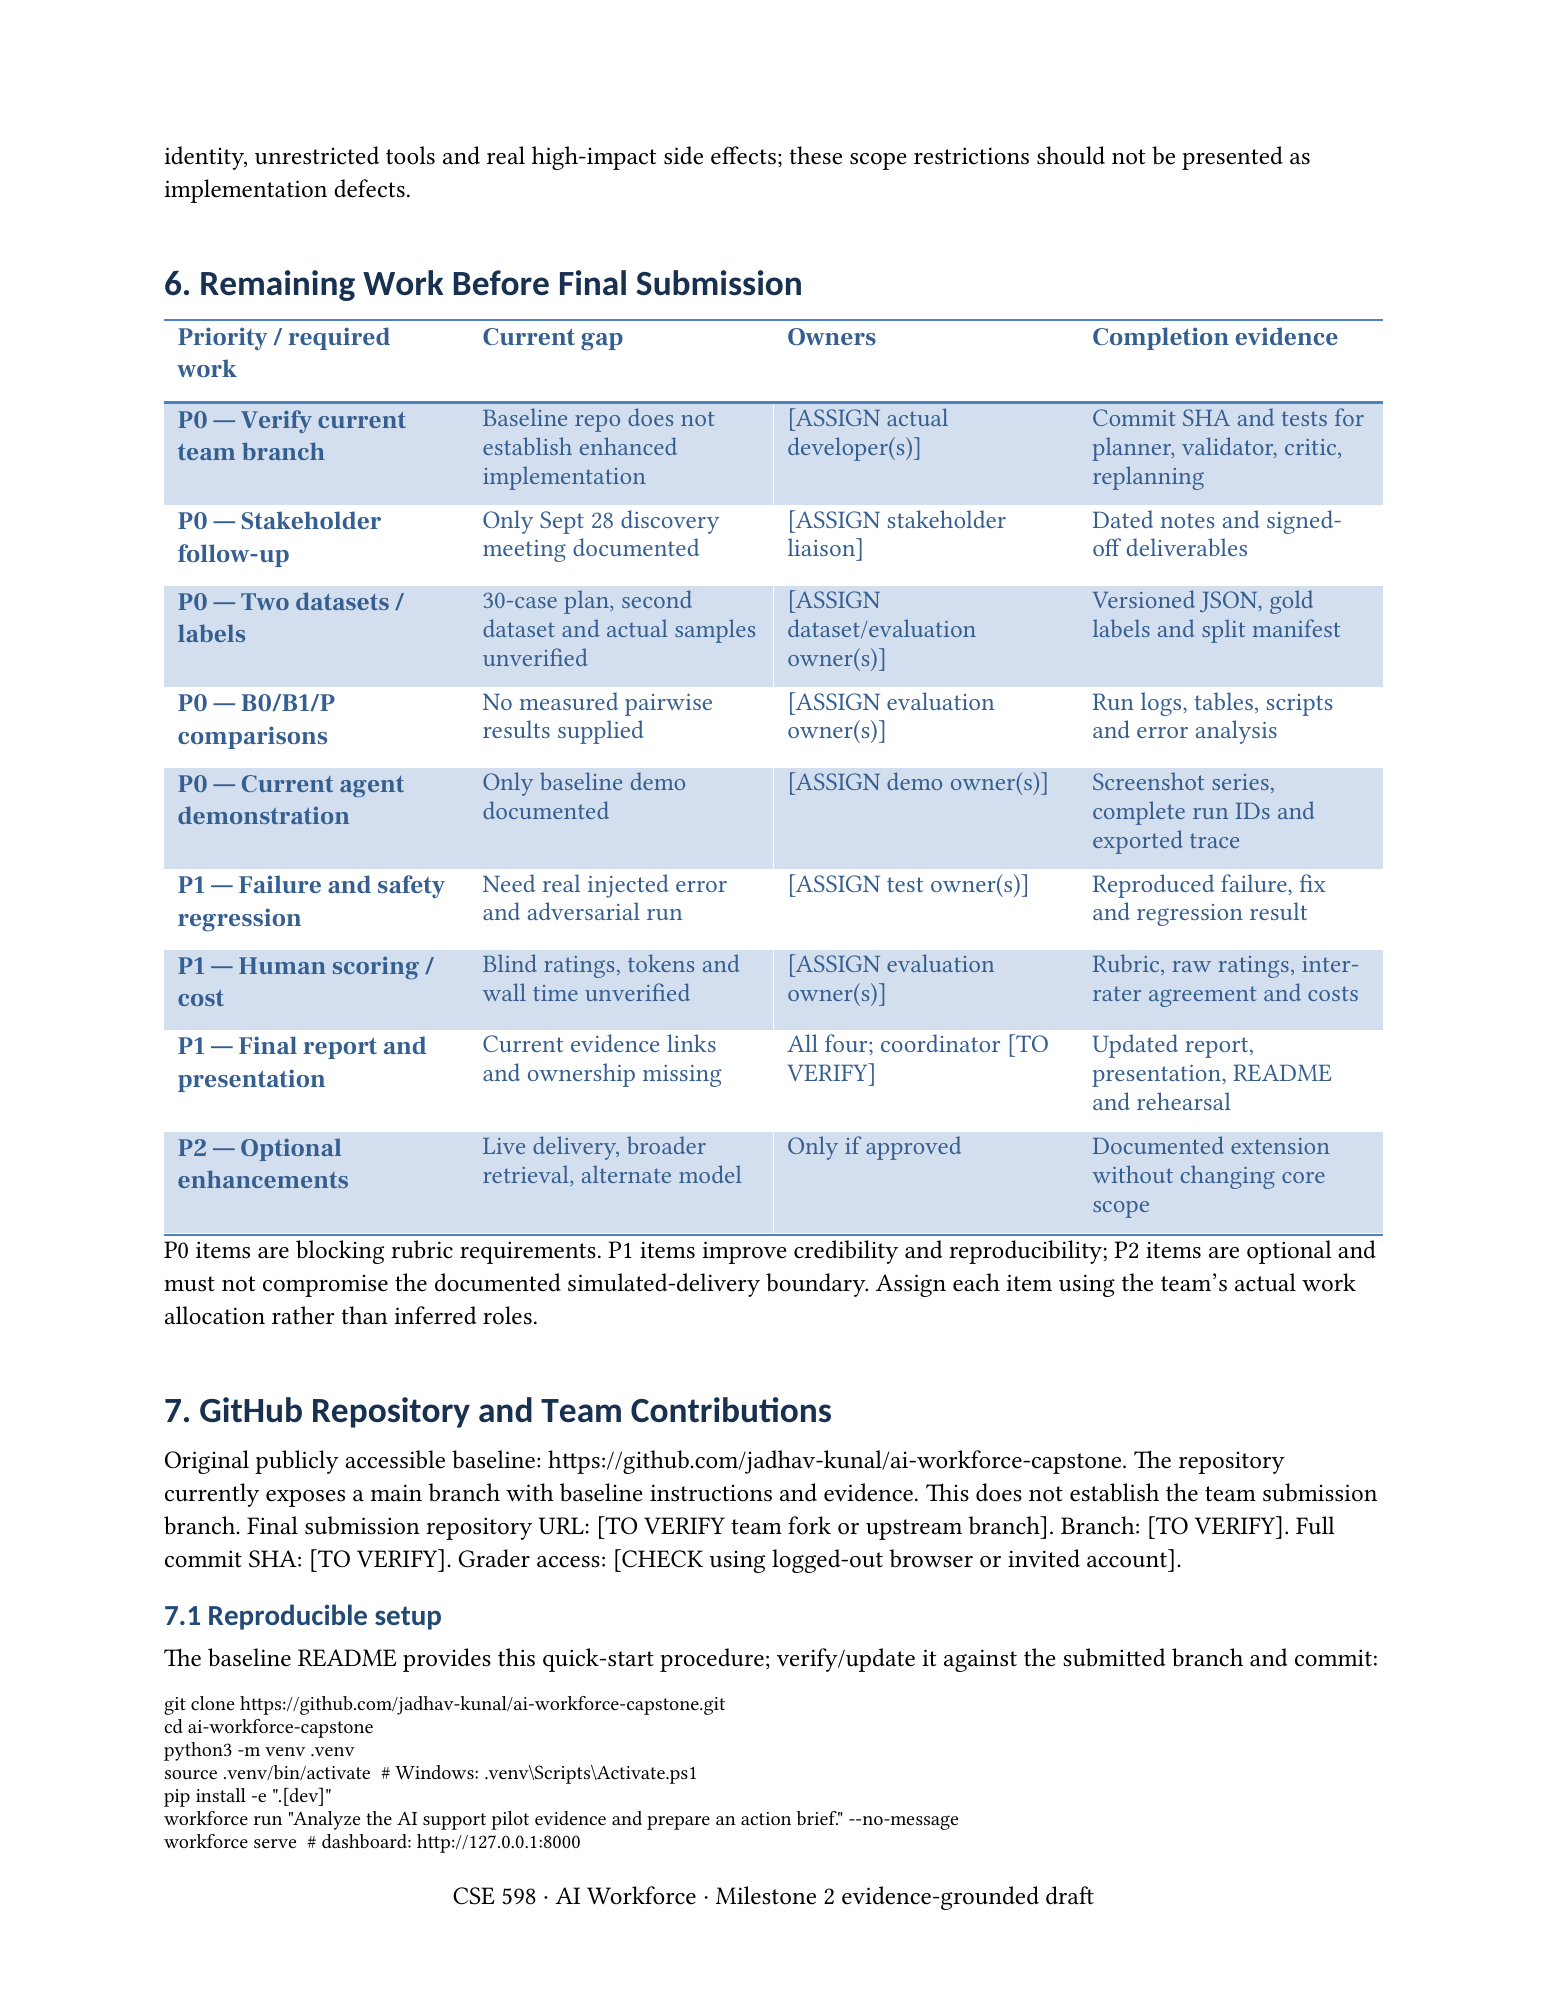 identity, unrestricted tools and real high-impact side effects; these scope restrictions should not be presented as
implementation defects.
6. Remaining Work Before Final Submission
Priority / required
work
Current gap
Owners
Completion evidence
P0 — Verify current
team branch
Baseline repo does not
establish enhanced
implementation
[ASSIGN actual
developer(s)]
Commit SHA and tests for
planner, validator, critic,
replanning
P0 — Stakeholder
follow-up
Only Sept 28 discovery
meeting documented
[ASSIGN stakeholder
liaison]
Dated notes and signed-
off deliverables
P0 — Two datasets /
labels
30-case plan, second
dataset and actual samples
unverified
[ASSIGN
dataset/evaluation
owner(s)]
Versioned JSON, gold
labels and split manifest
P0 — B0/B1/P
comparisons
No measured pairwise
results supplied
[ASSIGN evaluation
owner(s)]
Run logs, tables, scripts
and error analysis
P0 — Current agent
demonstration
Only baseline demo
documented
[ASSIGN demo owner(s)]
Screenshot series,
complete run IDs and
exported trace
P1 — Failure and safety
regression
Need real injected error
and adversarial run
[ASSIGN test owner(s)]
Reproduced failure, fix
and regression result
P1 — Human scoring /
cost
Blind ratings, tokens and
wall time unverified
[ASSIGN evaluation
owner(s)]
Rubric, raw ratings, inter-
rater agreement and costs
P1 — Final report and
presentation
Current evidence links
and ownership missing
All four; coordinator [TO
VERIFY]
Updated report,
presentation, README
and rehearsal
P2 — Optional
enhancements
Live delivery, broader
retrieval, alternate model
Only if approved
Documented extension
without changing core
scope
P0 items are blocking rubric requirements. P1 items improve credibility and reproducibility; P2 items are optional and
must not compromise the documented simulated-delivery boundary. Assign each item using the team’s actual work
allocation rather than inferred roles.
7. GitHub Repository and Team Contributions
Original publicly accessible baseline: https://github.com/jadhav-kunal/ai-workforce-capstone. The repository
currently exposes a main branch with baseline instructions and evidence. This does not establish the team submission
branch. Final submission repository URL: [TO VERIFY team fork or upstream branch]. Branch: [TO VERIFY]. Full
commit SHA: [TO VERIFY]. Grader access: [CHECK using logged-out browser or invited account].
7.1 Reproducible setup
The baseline README provides this quick-start procedure; verify/update it against the submitted branch and commit:
git clone https://github.com/jadhav-kunal/ai-workforce-capstone.git
cd ai-workforce-capstone
python3 -m venv .venv
source .venv/bin/activate  # Windows: .venv\Scripts\Activate.ps1
pip install -e ".[dev]"
workforce run "Analyze the AI support pilot evidence and prepare an action brief." --no-message
workforce serve  # dashboard: http://127.0.0.1:8000
CSE 598 · AI Workforce · Milestone 2 evidence-grounded draft